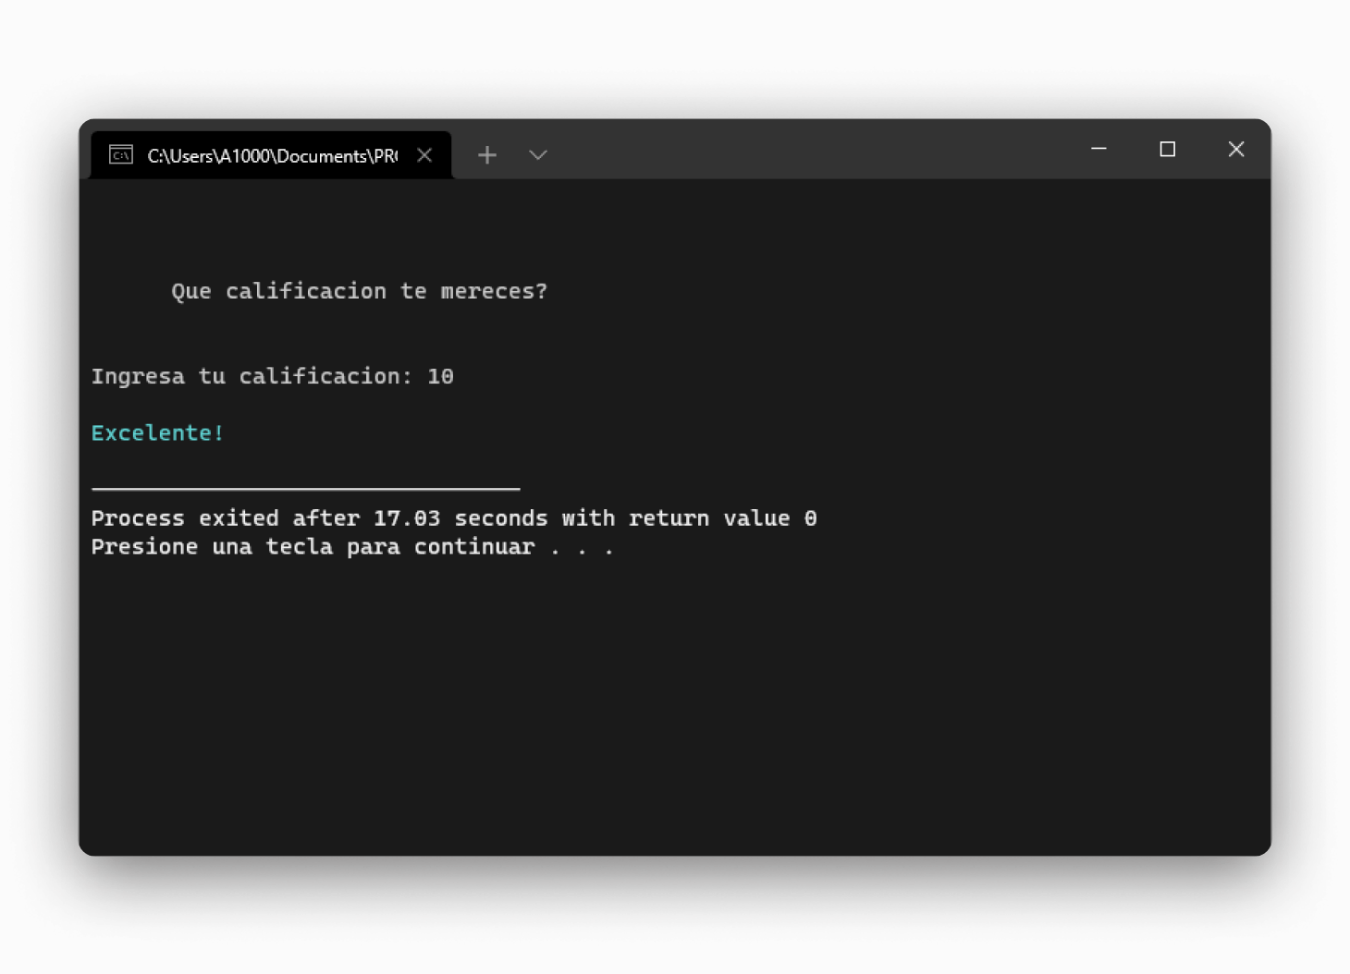 C:\Users\A1000\Documents\PR
Que calificacion te mereces?
Ingresa tu calificacion: 10
Excelente!
Process exited after 17.03 seconds with return value 0
Presione una tecla para continuar . . .